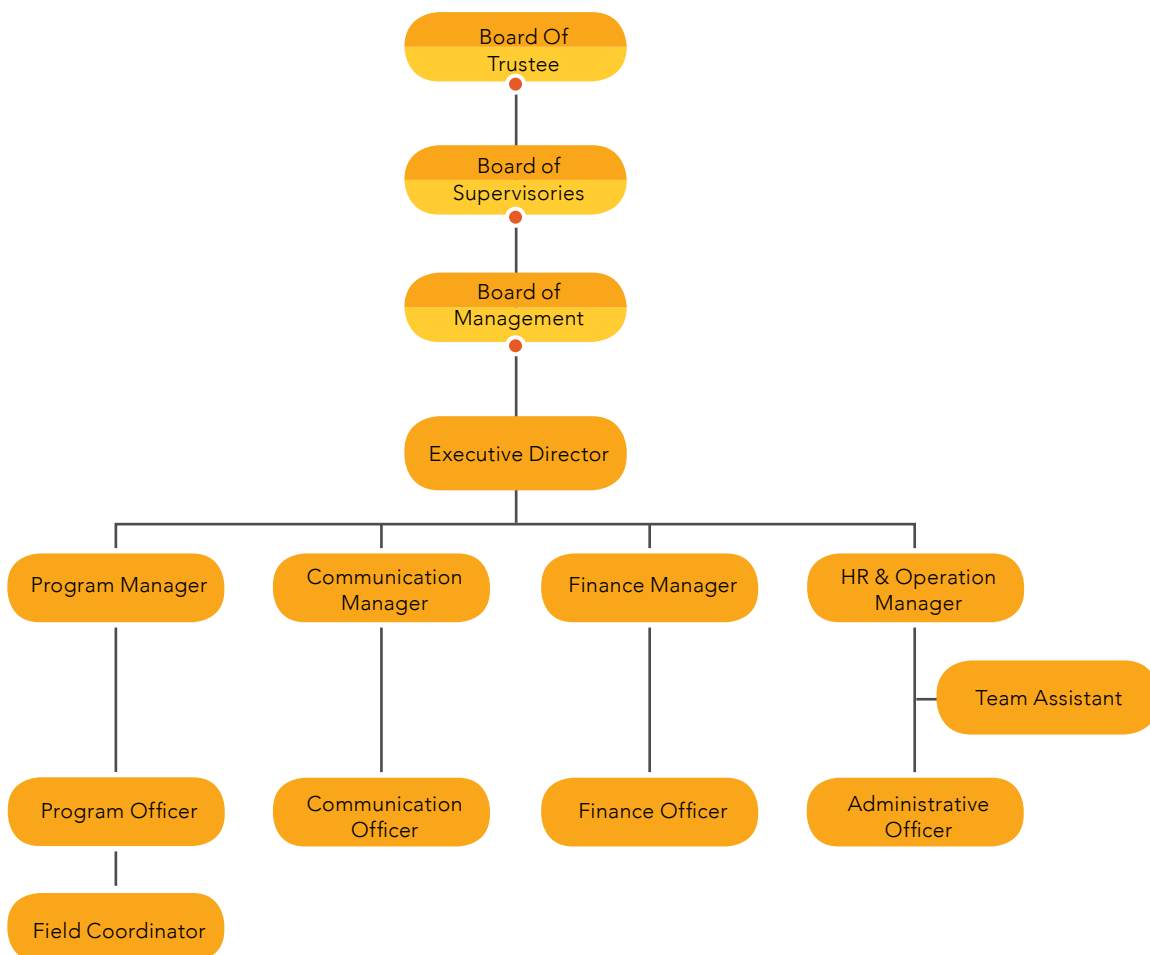 Board Of
Trustee
Board of
Supervisories
Board of
Management
Executive Director
Program Manager
Communication
Manager
Finance Manager
HR & Operation
Manager
Team Assistant
Program Officer
Communication
Officer
Finance Officer
Administrative
Officer
Field Coordinator